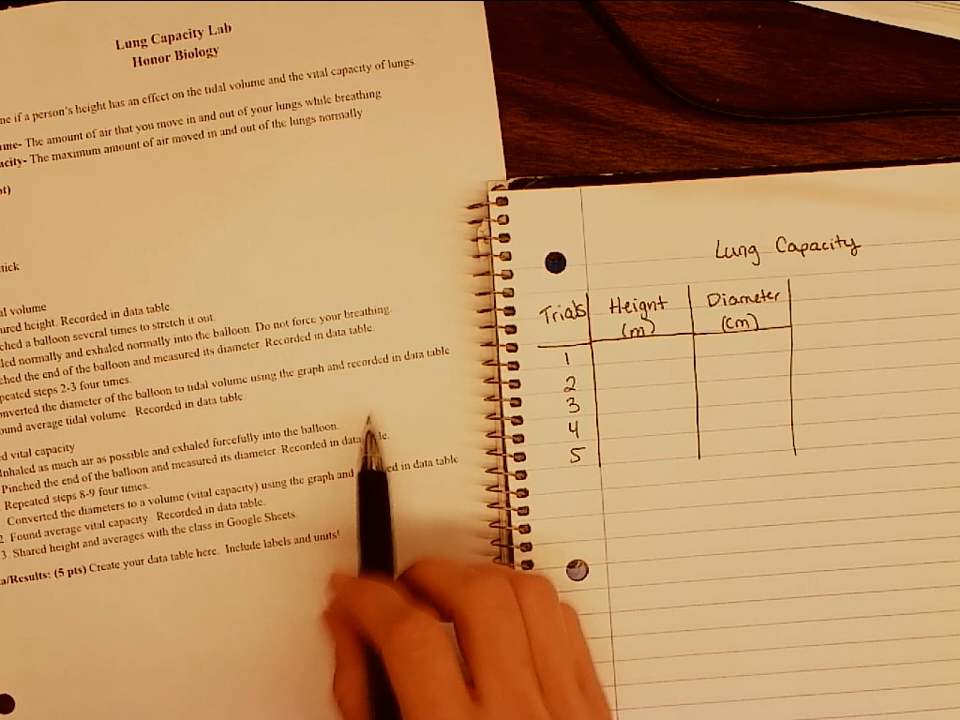 Lung Capacity Lab
Honor Biology
ne if a person's height has an effect on the tidal volume and the vital capacity of lungs
me- The amount of air that you move in and out of your lungs while breathing
acity- The maximum amount of air moved in and out of the lungs normally
ot)
tick
al volume
ured height. Recorded in data table.
ched a balloon several times to stretch it out.
led normally and exhaled normally into the balloon. Do not force your breathing.
ched the end of the balloon and measured its diameter. Recorded in data table.
peated steps 2-3 four times.
onverted the diameter of the balloon to tidal volume using the graph and recorded in data table
ound average tidal volume. Recorded in data table.
d vital capacity
Inhaled as much air as possible and exhaled forcefully into the balloon.
Pinched the end of the balloon and measured its diameter. Recorded in data le.
Repeated steps 8-9 four times.
Converted the diameters to a volume (vital capacity) using the graph and ed in data table
2. Found average vital capacity. Recorded in data table.
3. Shared height and averages with the class in Google Sheets.
a/Results: (5 pts) Create your data table here. Include labels and units!
Lung Capacity
Trials Height (m) Diameter (cm)
1
2
3
4
5